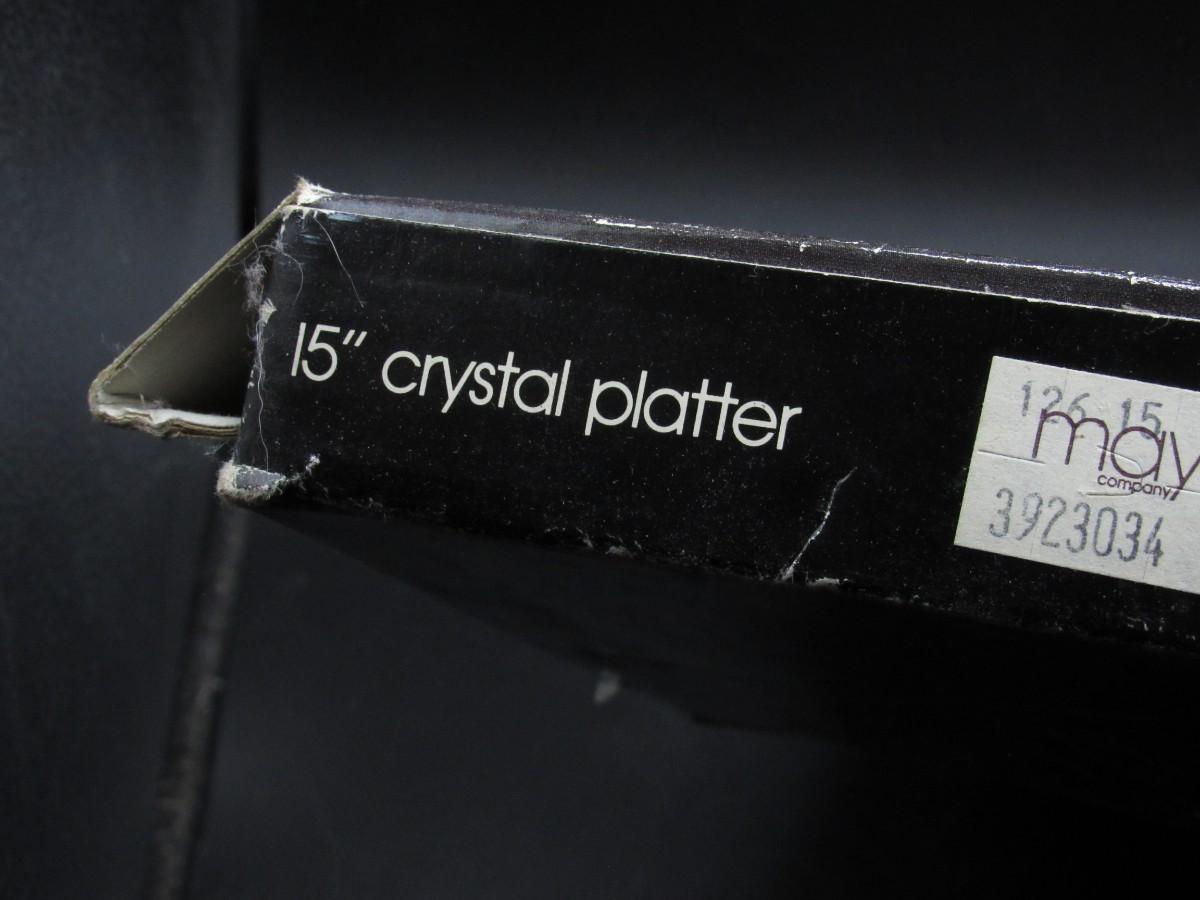 15" crystal platter
126 15
may
company
3923034